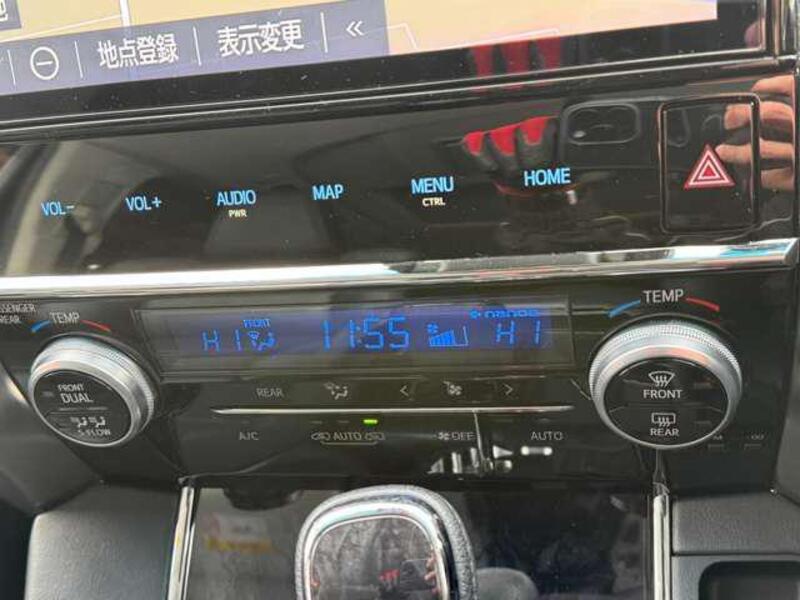 地点登録 表示変更 «
VOL- VOL+ AUDIO MAP MENU HOME
PWR CTRL
TEMP TEMP
FRONT
HI 11:55 HI
FRONT DUAL
S-FLOW
REAR < >
FRONT
REAR
A/C AUTO OFF AUTO